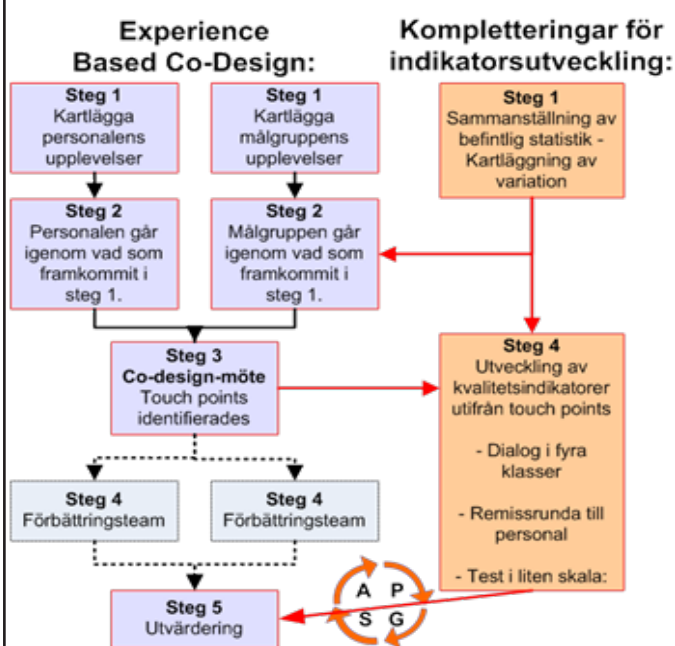 Experience
Based Co-Design:
Kompletteringar för
indikatorsutveckling:
Steg 1
Kartlägga
personalens
upplevelser
Steg 1
Kartlägga
målgruppens
upplevelser
Steg 1
Sammanställning av
befintlig statistik -
Kartläggning av
variation
Steg 2
Personalen går
igenom vad som
framkommit i
steg 1.
Steg 2
Målgruppen går
igenom vad som
framkommit i
steg 1.
Steg 3
Co-design-möte
Touch points
identifierades
Steg 4
Utveckling av
kvalitetsindikatorer
utifrån touch points
- Dialog i fyra
klasser
- Remissrunda till
personal
- Test i liten skala:
Steg 4
Förbättringsteam
Steg 4
Förbättringsteam
A P
S G
Steg 5
Utvärdering